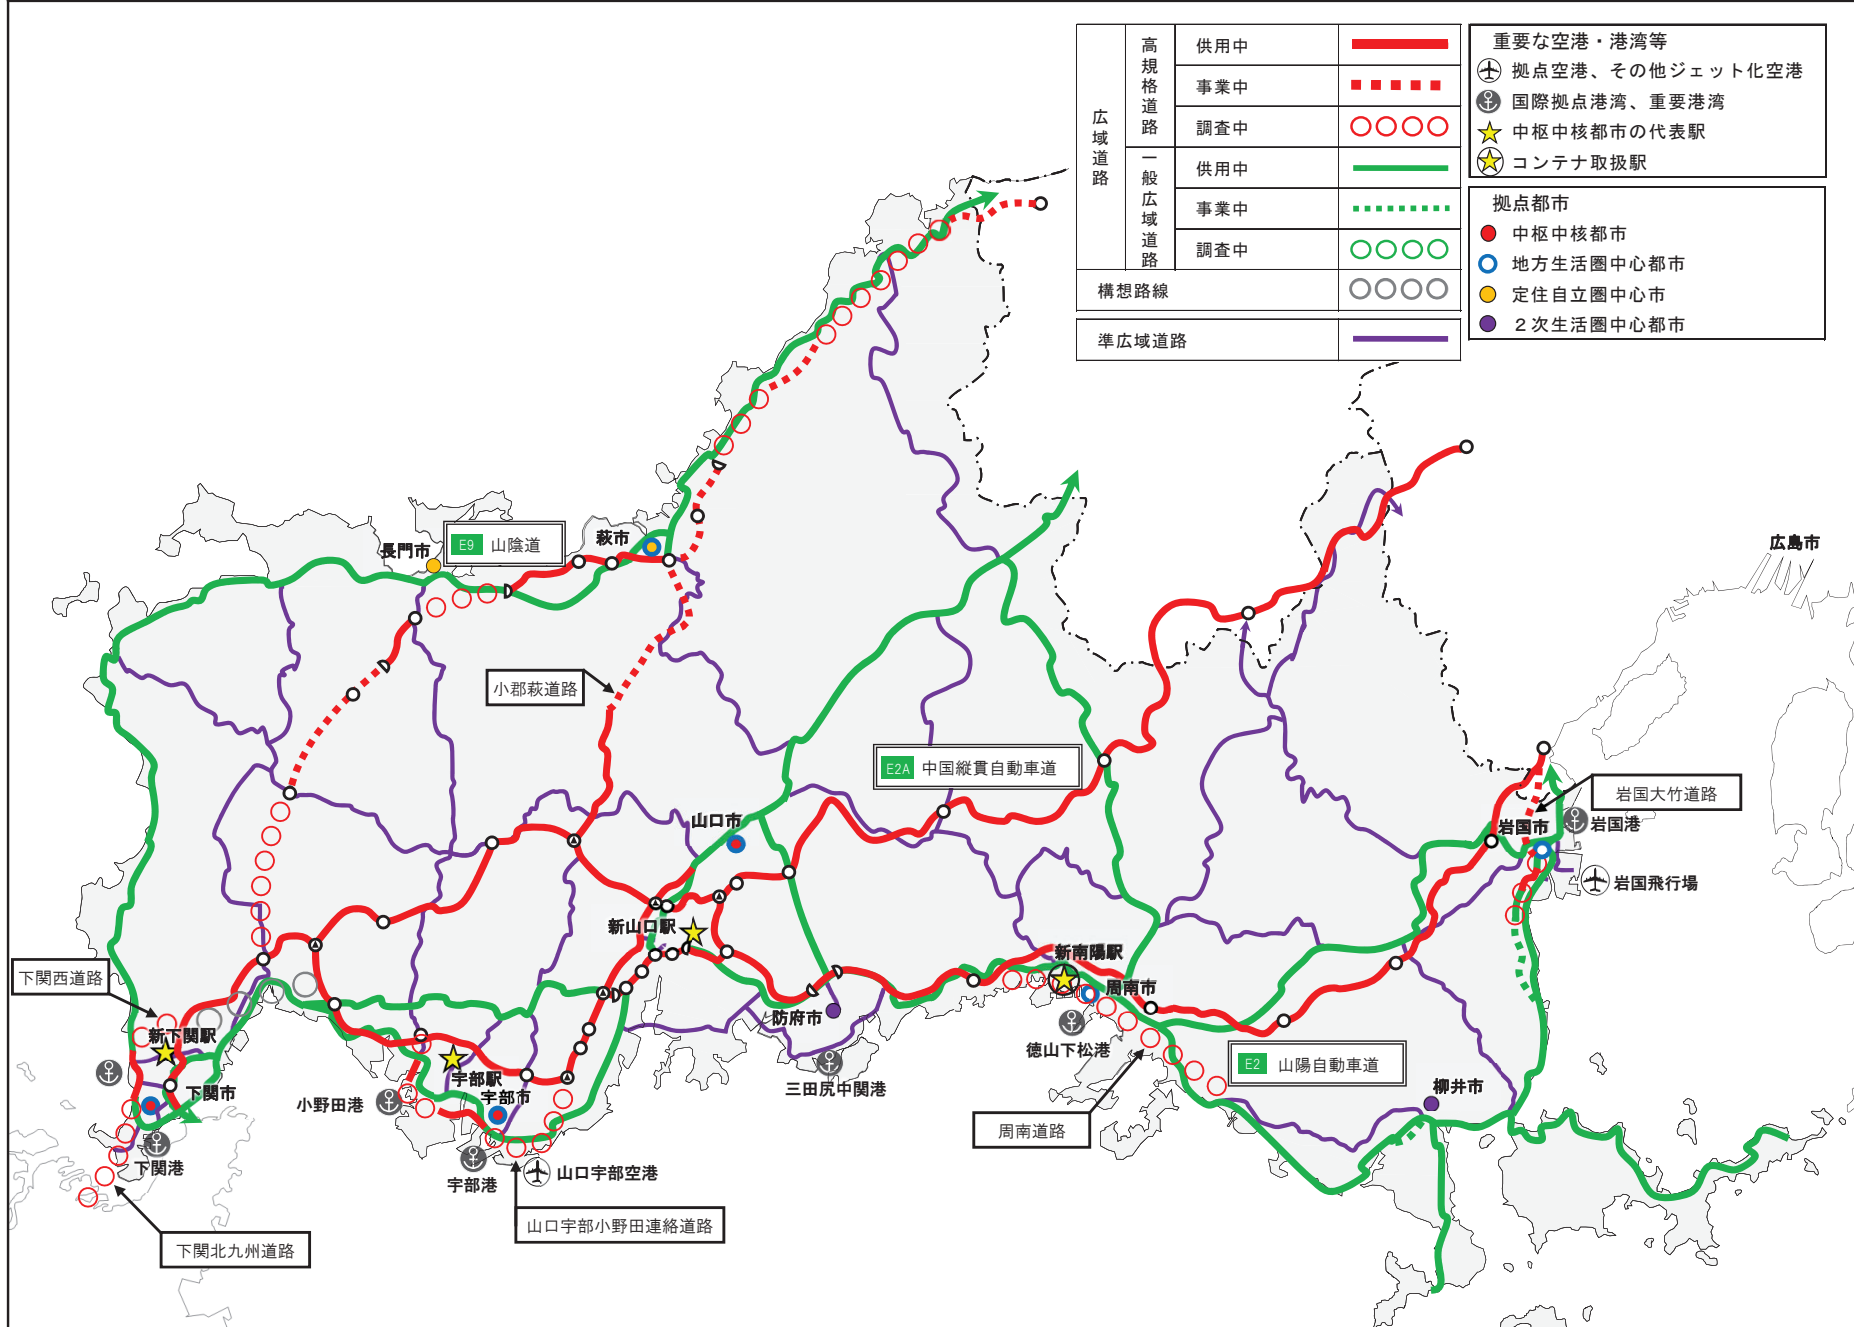 広域道路
高規格道路
供用中
事業中
調査中
一般広域道路
供用中
事業中
調査中
構想路線
準広域道路
重要な空港・港湾等
拠点空港、その他ジェット化空港
国際拠点港湾、重要港湾
中枢中核都市の代表駅
コンテナ取扱駅
拠点都市
中枢中核都市
地方生活圏中心都市
定住自立圏中心市
２次生活圏中心都市
長門市
E9 山陰道
萩市
広島市
小郡萩道路
E2A 中国縦貫自動車道
岩国大竹道路
山口市
岩国市
岩国港
岩国飛行場
新山口駅
新南陽駅
下関西道路
周南市
防府市
新下関駅
徳山下松港
E2 山陽自動車道
宇部駅
三田尻中関港
柳井市
下関市
小野田港
宇部市
周南道路
下関港
宇部港
山口宇部空港
山口宇部小野田連絡道路
下関北九州道路